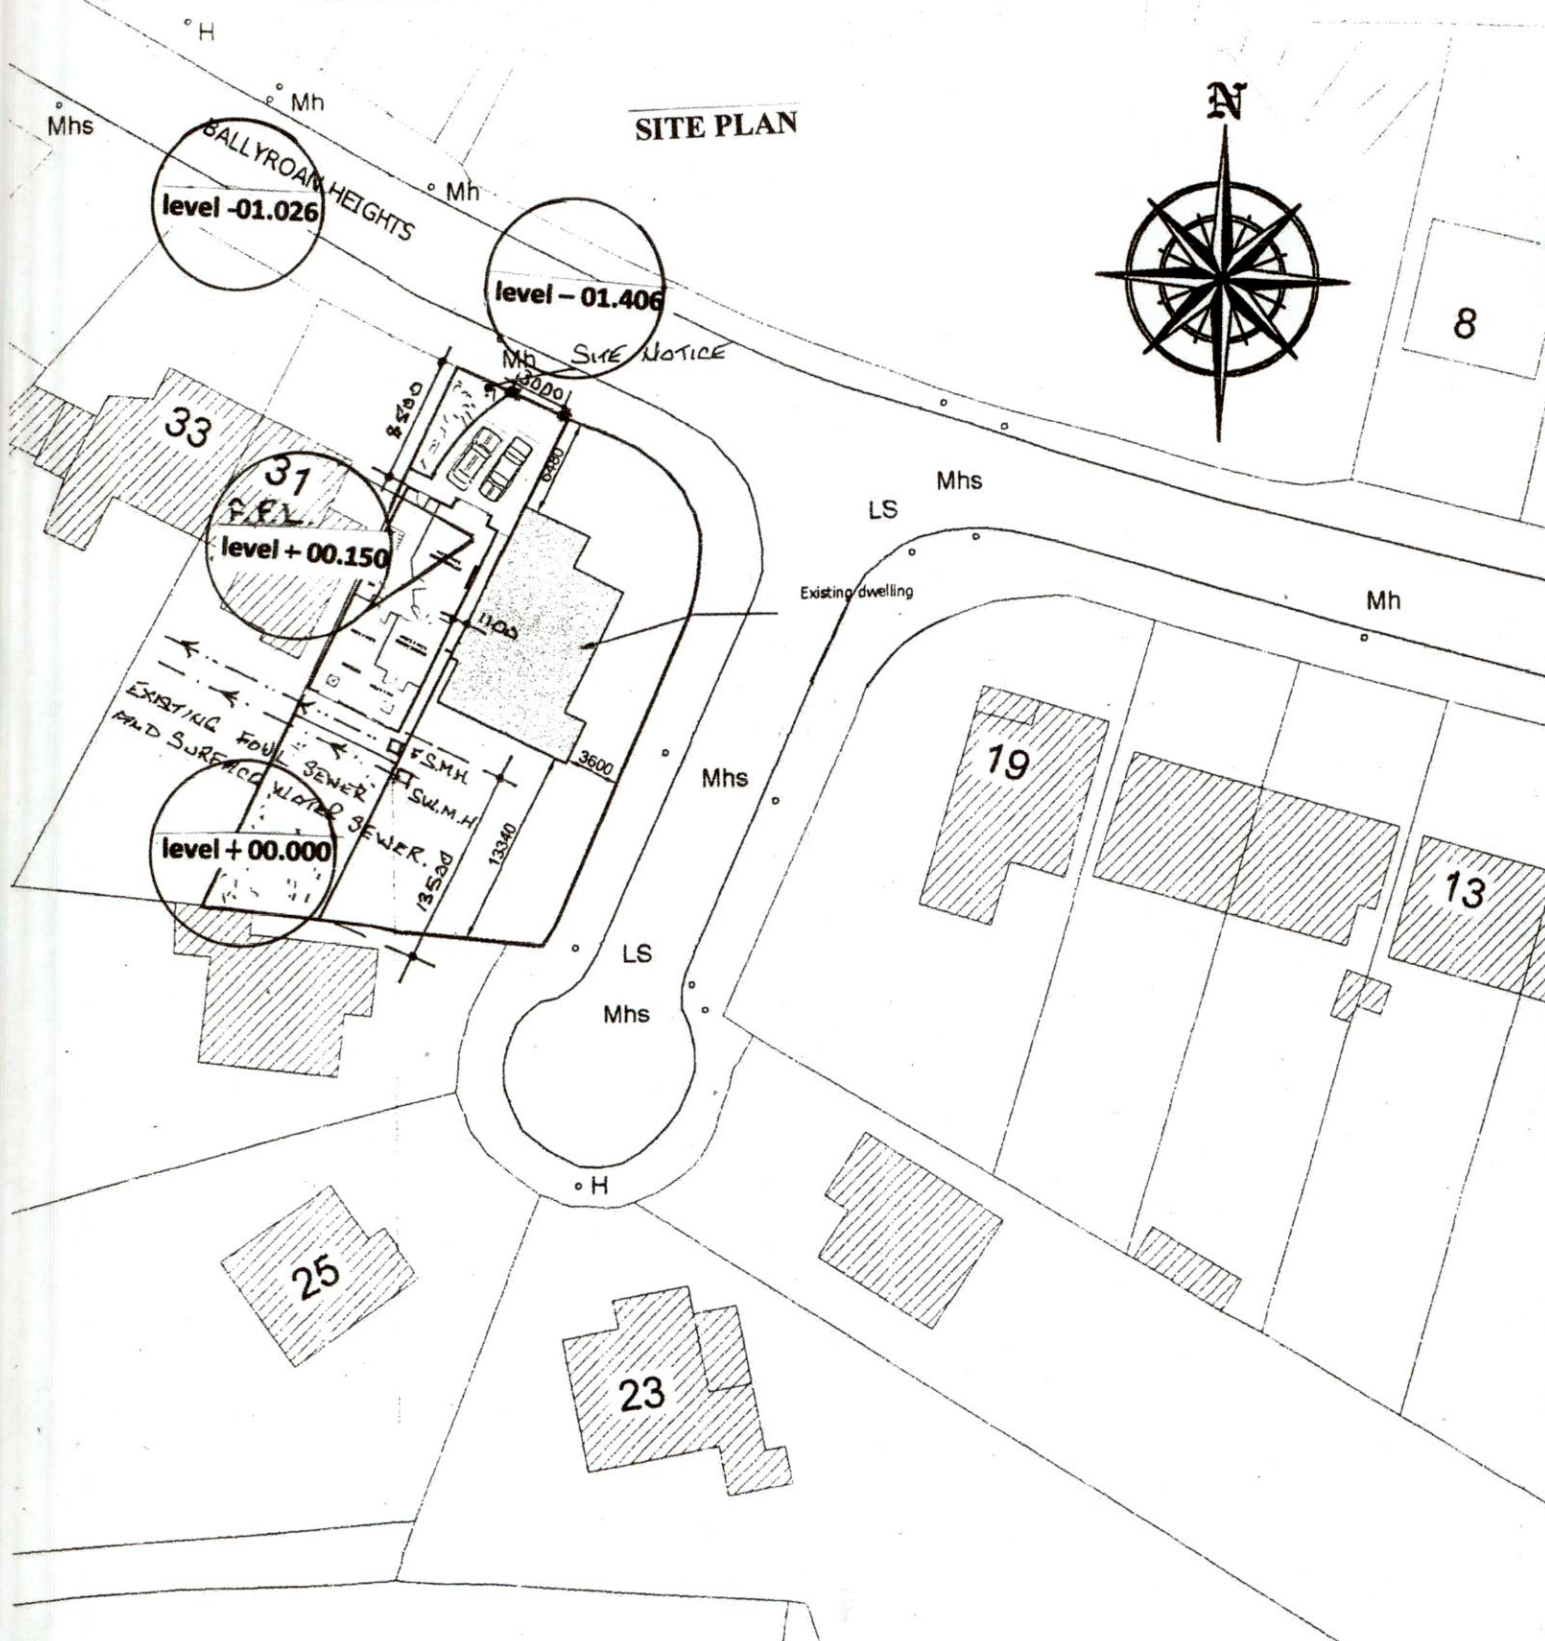 H
Mh
Mhs
SITE PLAN
N
BALLYROAN HEIGHTS
Mh
level -01.026
level – 01.406
8
Mh
SITE NOTICE
3000
8500
33
31
F.F.L.
6480
Mhs
LS
level + 00.150
Existing dwelling
Mh
1100
EXISTING FOUL SEWER
AND SURFACE WATER SEWER.
F.S.M.H
S.W.M.H
3600
19
Mhs
level + 00.000
13340
13500
13
LS
Mhs
H
25
23